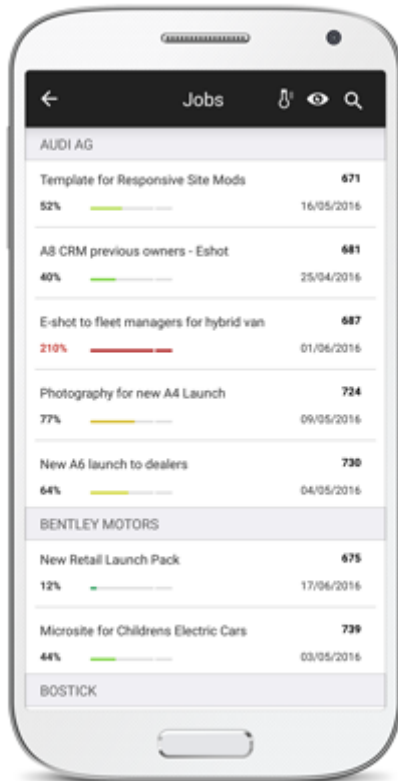 Jobs
AUDI AG
Template for Responsive Site Mods 671
52% 16/05/2016
A8 CRM previous owners - Eshot 681
40% 25/04/2016
E-shot to fleet managers for hybrid van 687
210% 01/06/2016
Photography for new A4 Launch 724
77% 09/05/2016
New A6 launch to dealers 730
64% 04/05/2016
BENTLEY MOTORS
New Retail Launch Pack 675
12% 17/06/2016
Microsite for Childrens Electric Cars 739
44% 03/05/2016
BOSTICK